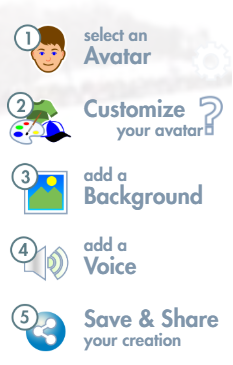 1
select an
Avatar
2
Customize
your avatar
?
3
add a
Background
4
add a
Voice
5
Save & Share
your creation